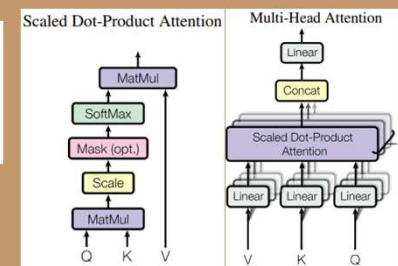 Scaled Dot-Product Attention
MatMul
SoftMax
Mask (opt.)
Scale
MatMul
Q K V
Multi-Head Attention
Linear
Concat
Scaled Dot-Product
Attention
Linear Linear Linear
V K Q